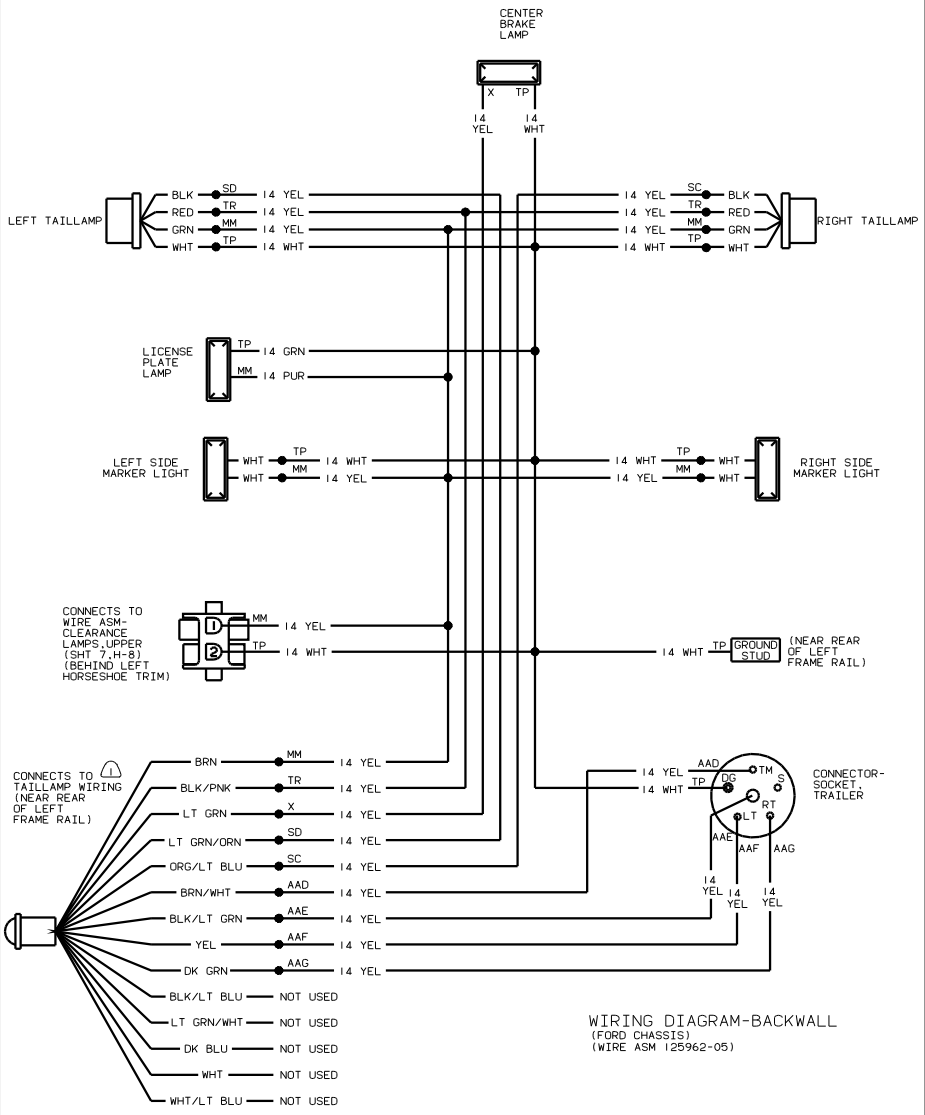 CENTER
BRAKE
LAMP
X TP
14
YEL
14
WHT
LEFT TAILLAMP
BLK SD 14 YEL
RED TR 14 YEL
GRN MM 14 YEL
WHT TP 14 WHT
14 YEL SC BLK
14 YEL TR RED
14 YEL MM GRN
14 WHT TP WHT
RIGHT TAILLAMP
LICENSE
PLATE
LAMP
TP 14 GRN
MM 14 PUR
LEFT SIDE
MARKER LIGHT
WHT TP 14 WHT
WHT MM 14 YEL
14 WHT TP WHT
14 YEL MM WHT
RIGHT SIDE
MARKER LIGHT
CONNECTS TO
WIRE ASM-
CLEARANCE
LAMPS,UPPER
(SHT 7,H-8)
(BEHIND LEFT
HORSESHOE TRIM)
1 MM 14 YEL
2 TP 14 WHT
14 WHT TP
GROUND
STUD
(NEAR REAR
OF LEFT
FRAME RAIL)
CONNECTS TO 1
TAILLAMP WIRING
(NEAR REAR
OF LEFT
FRAME RAIL)
BRN MM 14 YEL
BLK/PNK TR 14 YEL
LT GRN X 14 YEL
LT GRN/ORN SD 14 YEL
ORG/LT BLU SC 14 YEL
BRN/WHT AAD 14 YEL
BLK/LT GRN AAE 14 YEL
YEL AAF 14 YEL
DK GRN AAG 14 YEL
BLK/LT BLU NOT USED
LT GRN/WHT NOT USED
DK BLU NOT USED
WHT NOT USED
WHT/LT BLU NOT USED
14 YEL AAD TM
14 WHT TP DG S
RT
LT
AAE AAF AAG
14
YEL
14
YEL
14
YEL
CONNECTOR-
SOCKET,
TRAILER
WIRING DIAGRAM-BACKWALL
(FORD CHASSIS)
(WIRE ASM 125962-05)